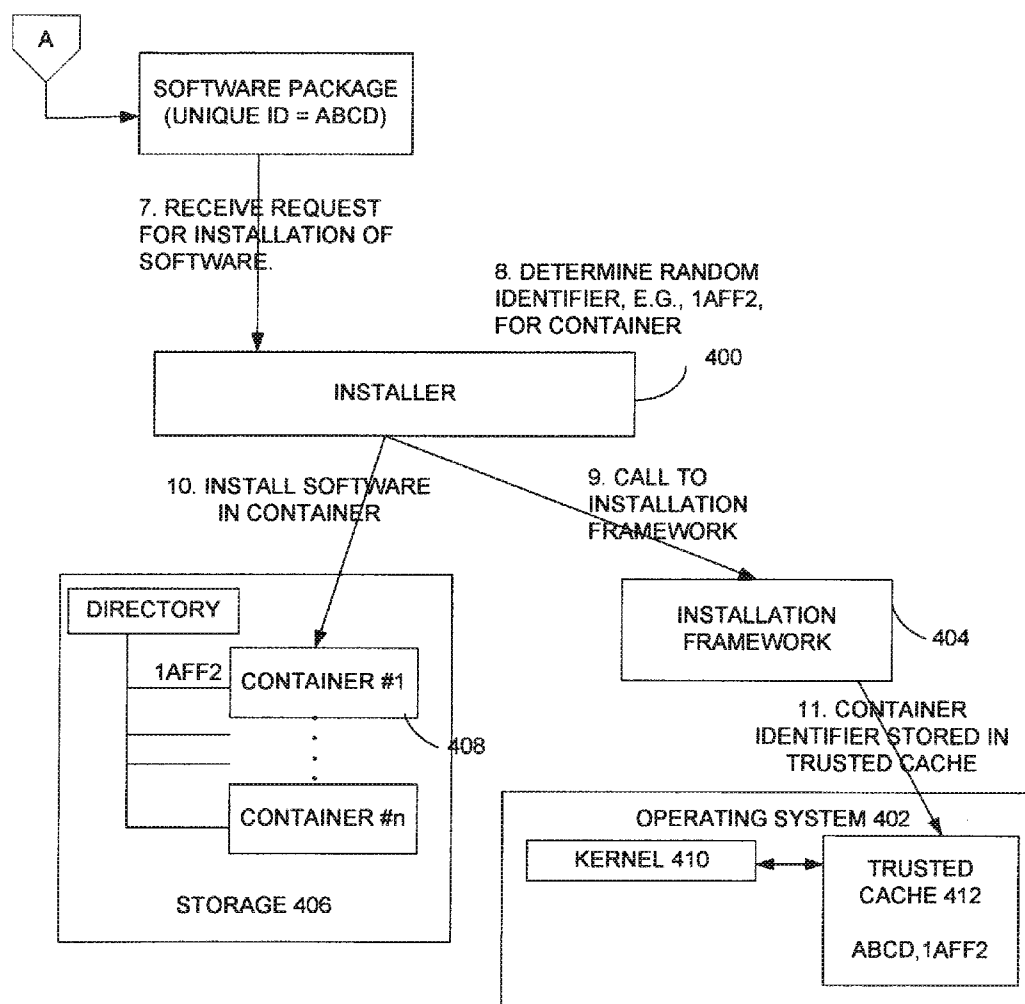 A
SOFTWARE PACKAGE
(UNIQUE ID = ABCD)
7. RECEIVE REQUEST
FOR INSTALLATION OF
SOFTWARE.
8. DETERMINE RANDOM
IDENTIFIER, E.G., 1AFF2,
FOR CONTAINER
400
INSTALLER
10. INSTALL SOFTWARE
IN CONTAINER
9. CALL TO
INSTALLATION
FRAMEWORK
DIRECTORY
1AFF2
CONTAINER #1
408
CONTAINER #n
STORAGE 406
INSTALLATION
FRAMEWORK
404
11. CONTAINER
IDENTIFIER STORED IN
TRUSTED CACHE
OPERATING SYSTEM 402
KERNEL 410
TRUSTED
CACHE 412
ABCD,1AFF2